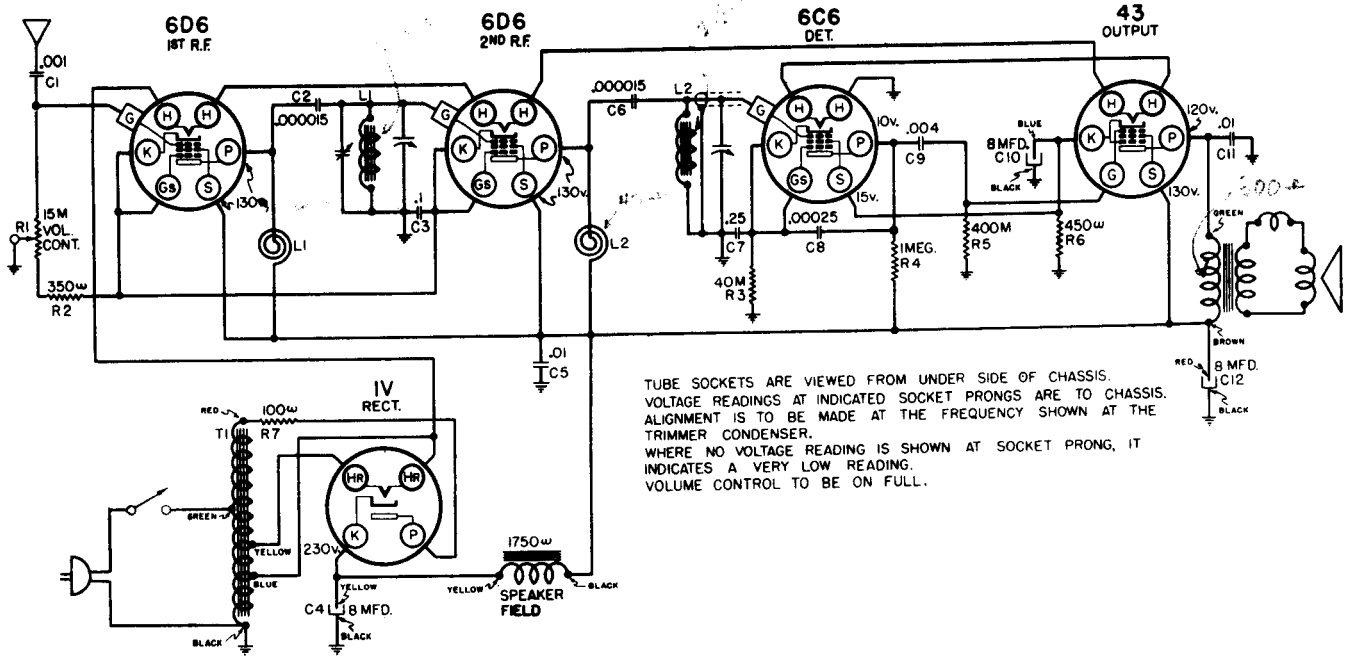 6D6
1ST R.F.
6D6
2ND R.F.
6C6
DET.
43
OUTPUT
.001
C1
G
H
H
K
P
Gs
S
130v.
C2
.000015
L1
L1
G
H
H
K
P
Gs
S
130v.
.1
C3
.000015
C6
L2
L2
G
H
H
K
P
Gs
S
10v.
15v.
.004
C9
.25
C7
.00025
C8
BLUE
8 MFD.
C10
BLACK
H
H
K
P
G
S
120v.
130v.
.01
C11
GREEN
BROWN
R1
15M
VOL.
CONT.
350ω
R2
40M
R3
1MEG.
R4
400M
R5
450ω
R6
.01
C5
RED
8 MFD.
C12
BLACK
1V
RECT.
RED
100ω
R7
T1
HR
HR
K
P
230v.
GREEN
YELLOW
BLUE
BLACK
C4
8 MFD.
YELLOW
BLACK
1750ω
YELLOW
BLACK
SPEAKER
FIELD
TUBE SOCKETS ARE VIEWED FROM UNDER SIDE OF CHASSIS.
VOLTAGE READINGS AT INDICATED SOCKET PRONGS ARE TO CHASSIS.
ALIGNMENT IS TO BE MADE AT THE FREQUENCY SHOWN AT THE
TRIMMER CONDENSER.
WHERE NO VOLTAGE READING IS SHOWN AT SOCKET PRONG, IT
INDICATES A VERY LOW READING.
VOLUME CONTROL TO BE ON FULL.